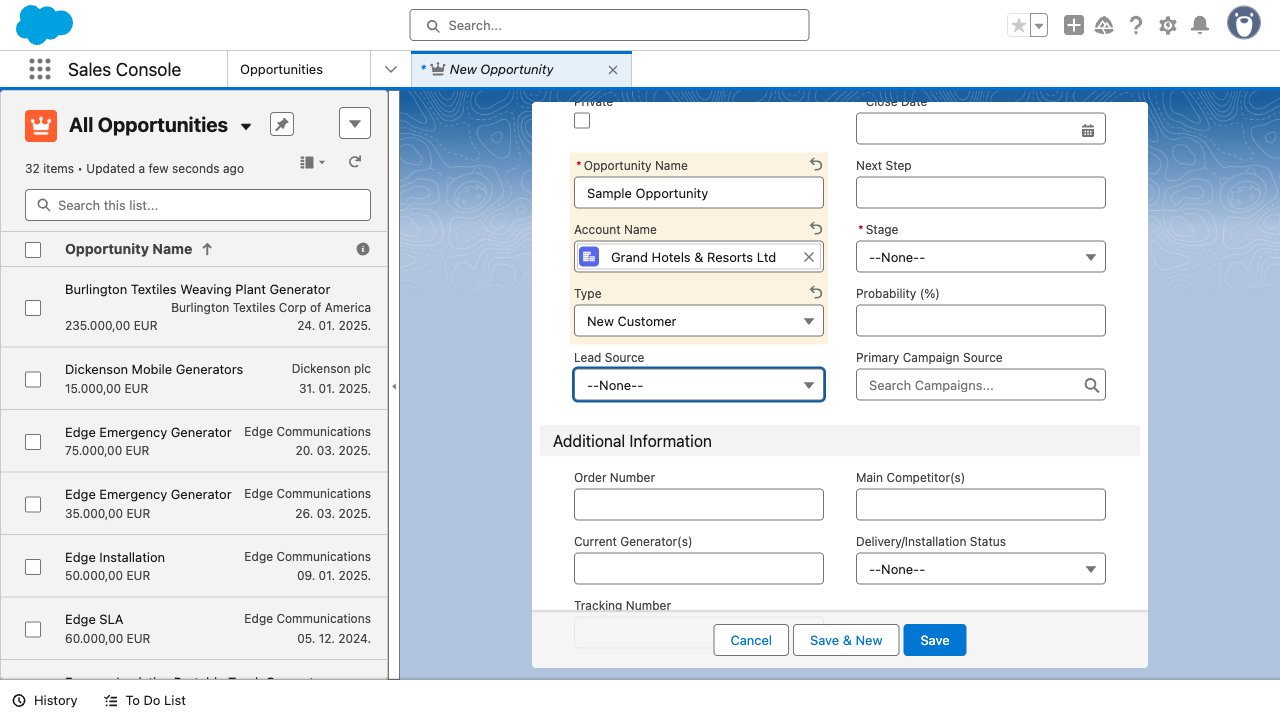 Search...
Sales Console
Opportunities
* New Opportunity
All Opportunities
32 items • Updated a few seconds ago
Search this list...
Opportunity Name
Burlington Textiles Weaving Plant Generator
Burlington Textiles Corp of America
235.000,00 EUR
24. 01. 2025.
Dickenson Mobile Generators
Dickenson plc
15.000,00 EUR
31. 01. 2025.
Edge Emergency Generator
Edge Communications
75.000,00 EUR
20. 03. 2025.
Edge Emergency Generator
Edge Communications
35.000,00 EUR
26. 03. 2025.
Edge Installation
Edge Communications
50.000,00 EUR
09. 01. 2025.
Edge SLA
Edge Communications
60.000,00 EUR
05. 12. 2024.
Private
Close Date
* Opportunity Name
Sample Opportunity
Next Step
Account Name
Grand Hotels & Resorts Ltd
* Stage
--None--
Type
New Customer
Probability (%)
Lead Source
--None--
Primary Campaign Source
Search Campaigns...
Additional Information
Order Number
Main Competitor(s)
Current Generator(s)
Delivery/Installation Status
--None--
Tracking Number
Cancel
Save & New
Save
History
To Do List